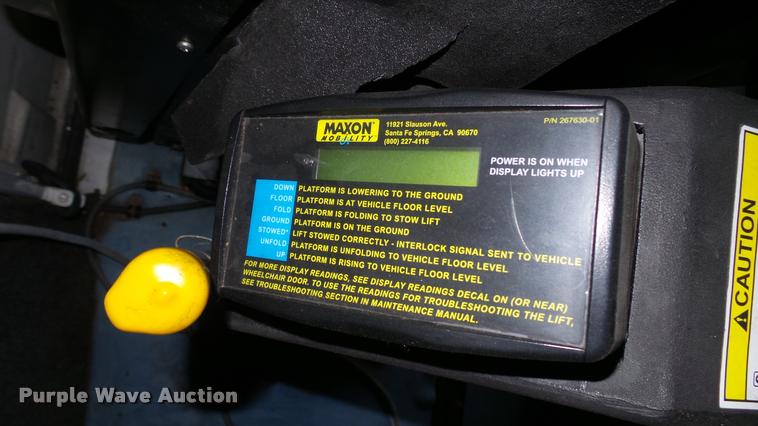 MAXON
MOBILITY
11921 Slauson Ave.
Santa Fe Springs, CA 90670
(800) 227-4116
P/N 267630-01
POWER IS ON WHEN
DISPLAY LIGHTS UP
DOWN PLATFORM IS LOWERING TO THE GROUND
FLOOR PLATFORM IS AT VEHICLE FLOOR LEVEL
FOLD PLATFORM IS FOLDING TO STOW LIFT
GROUND PLATFORM IS ON THE GROUND
STOWED* LIFT STOWED CORRECTLY - INTERLOCK SIGNAL SENT TO VEHICLE
UNFOLD PLATFORM IS UNFOLDING TO VEHICLE FLOOR LEVEL
UP PLATFORM IS RISING TO VEHICLE FLOOR LEVEL
FOR MORE DISPLAY READINGS, SEE DISPLAY READINGS DECAL ON (OR NEAR)
WHEELCHAIR DOOR. TO USE THE READINGS FOR TROUBLESHOOTING THE LIFT,
SEE TROUBLESHOOTING SECTION IN MAINTENANCE MANUAL.
CAUTION
Purple Wave Auction